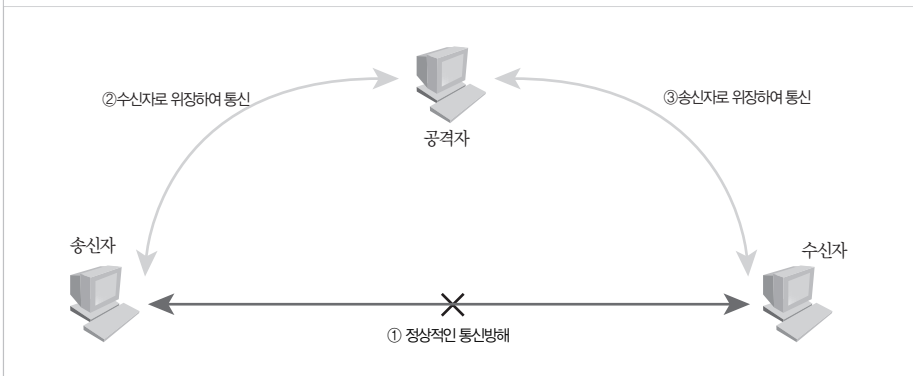 ②수신자로 위장하여 통신
③송신자로 위장하여 통신
공격자
송신자
수신자
① 정상적인 통신방해